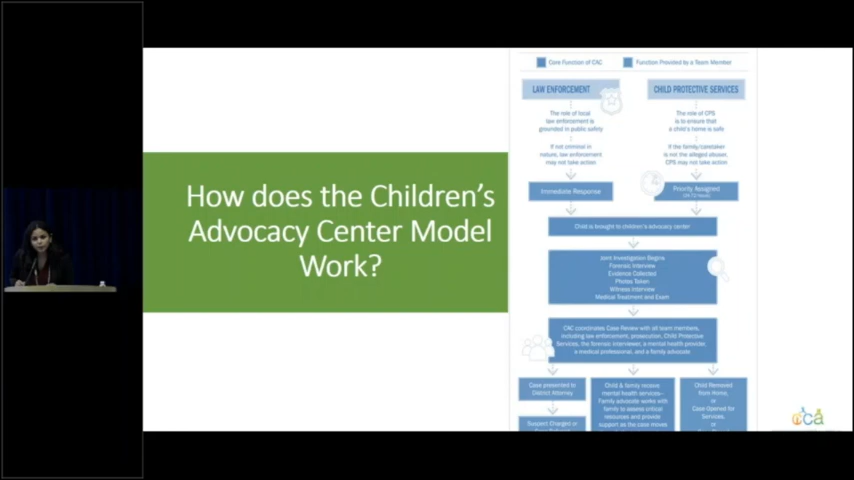 How does the Children's
Advocacy Center Model
Work?
Core Function of CAC
Function Provided by a Team Member
LAW ENFORCEMENT
The role of local
law enforcement is
grounded in public safety
If not criminal in
nature, law enforcement
may not take action
Immediate Response
CHILD PROTECTIVE SERVICES
The role of CPS
is to ensure that
a child's home is safe
If the family/caretaker
is not the alleged abuser,
CPS may not take action
Priority Assigned
Child is brought to children's advocacy center
Joint Investigation Begins
Forensic Interview
Evidence Collected
Photos Taken
Witness Interview
Medical Treatment and Exam
CAC coordinates Case Review with all team members,
including law enforcement, prosecution, Child Protective
Services, the forensic interviewer, a mental health provider,
a medical professional, and a family advocate
Case presented to
District Attorney
Suspect Charged or
Child & family receive
mental health services–
Family advocate works with
family to assess critical
resources and provide
support as the case moves
Child Removed
from Home,
or
Case Opened for
Services,
or
cca